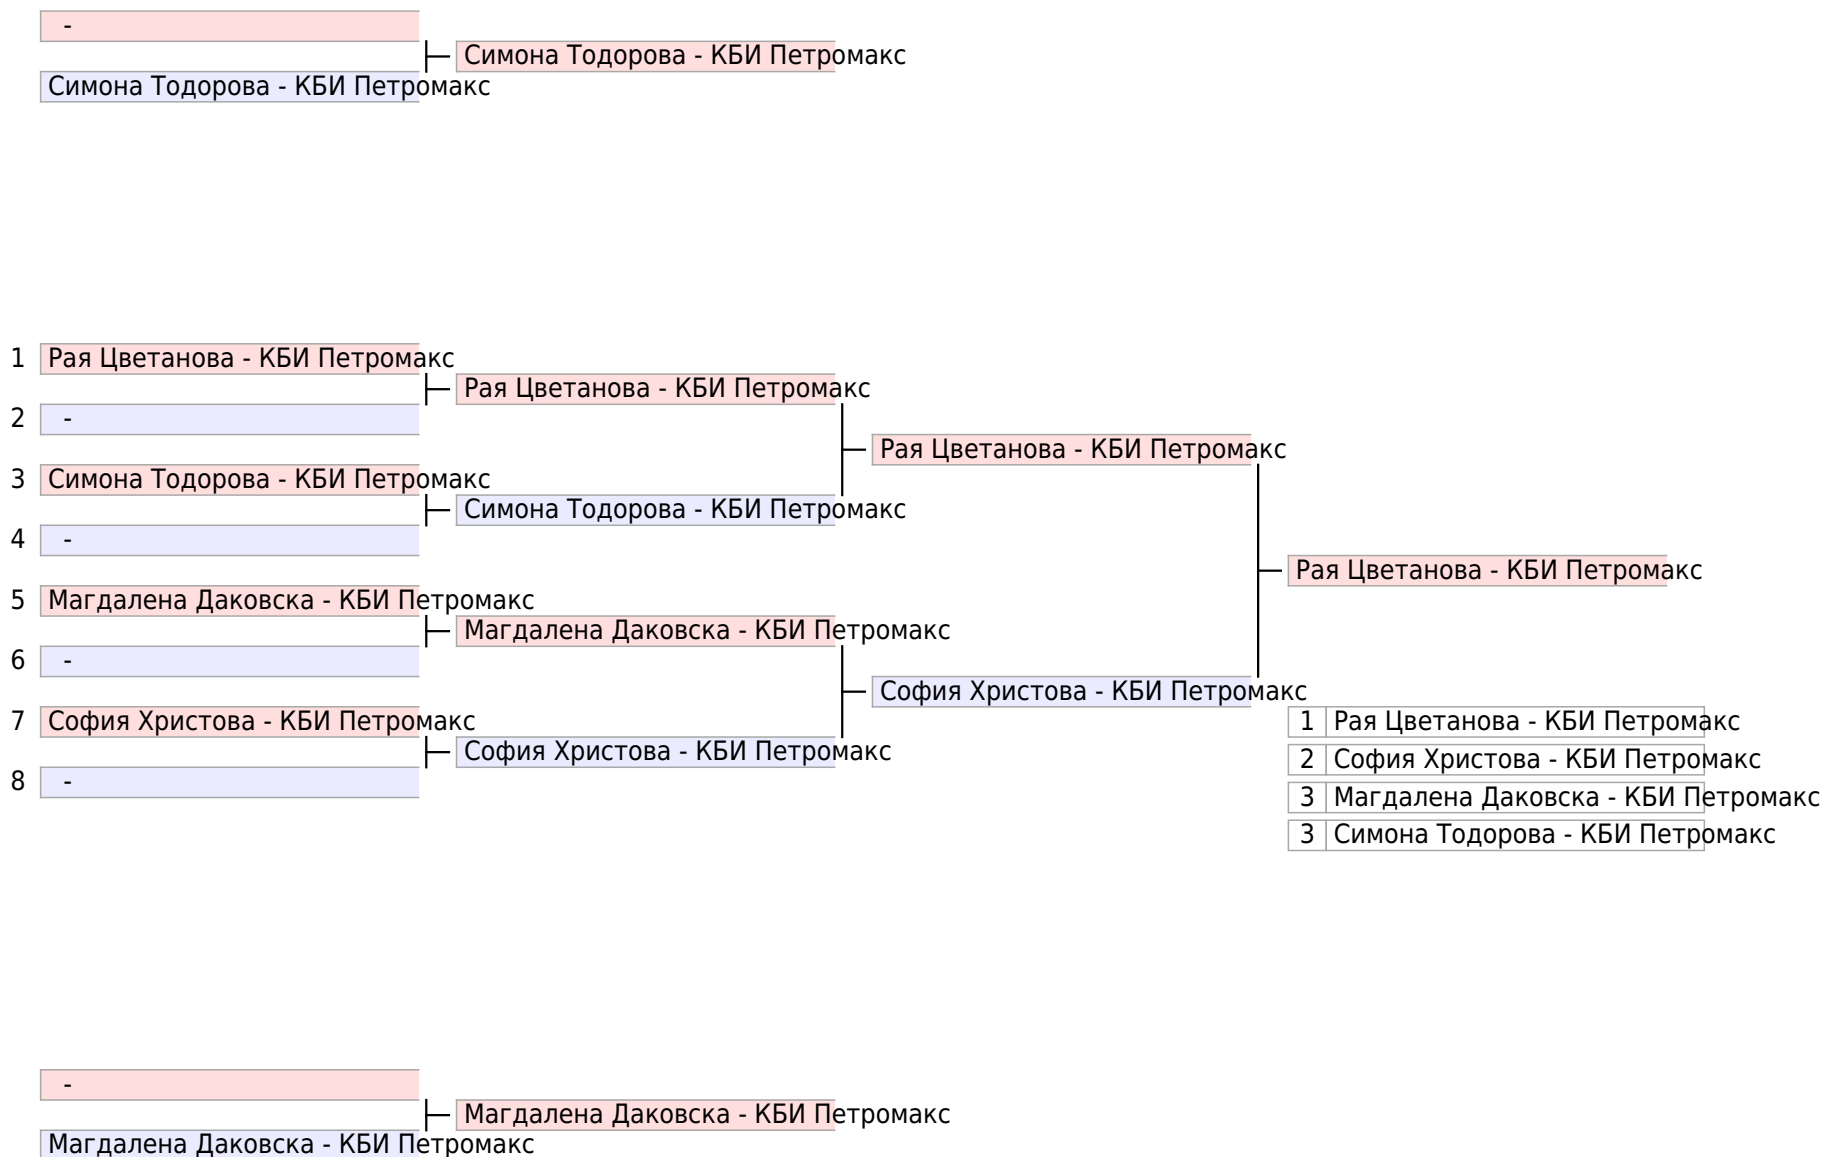 -
Симона Тодорова - КБИ Петромакс
Симона Тодорова - КБИ Петромакс
1 Рая Цветанова - КБИ Петромакс
Рая Цветанова - КБИ Петромакс
2 -
Рая Цветанова - КБИ Петромакс
3 Симона Тодорова - КБИ Петромакс
Симона Тодорова - КБИ Петромакс
4 -
Рая Цветанова - КБИ Петромакс
5 Магдалена Даковска - КБИ Петромакс
Магдалена Даковска - КБИ Петромакс
6 -
София Христова - КБИ Петромакс
7 София Христова - КБИ Петромакс
1 Рая Цветанова - КБИ Петромакс
София Христова - КБИ Петромакс
2 София Христова - КБИ Петромакс
8 -
3 Магдалена Даковска - КБИ Петромакс
3 Симона Тодорова - КБИ Петромакс
-
Магдалена Даковска - КБИ Петромакс
Магдалена Даковска - КБИ Петромакс